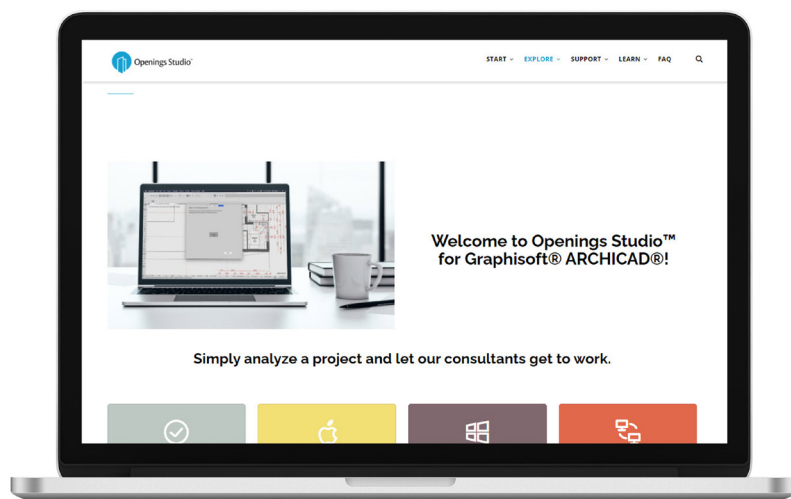 Openings Studio™
START EXPLORE SUPPORT LEARN FAQ
Welcome to Openings Studio™
for Graphisoft® ARCHICAD®!
Simply analyze a project and let our consultants get to work.